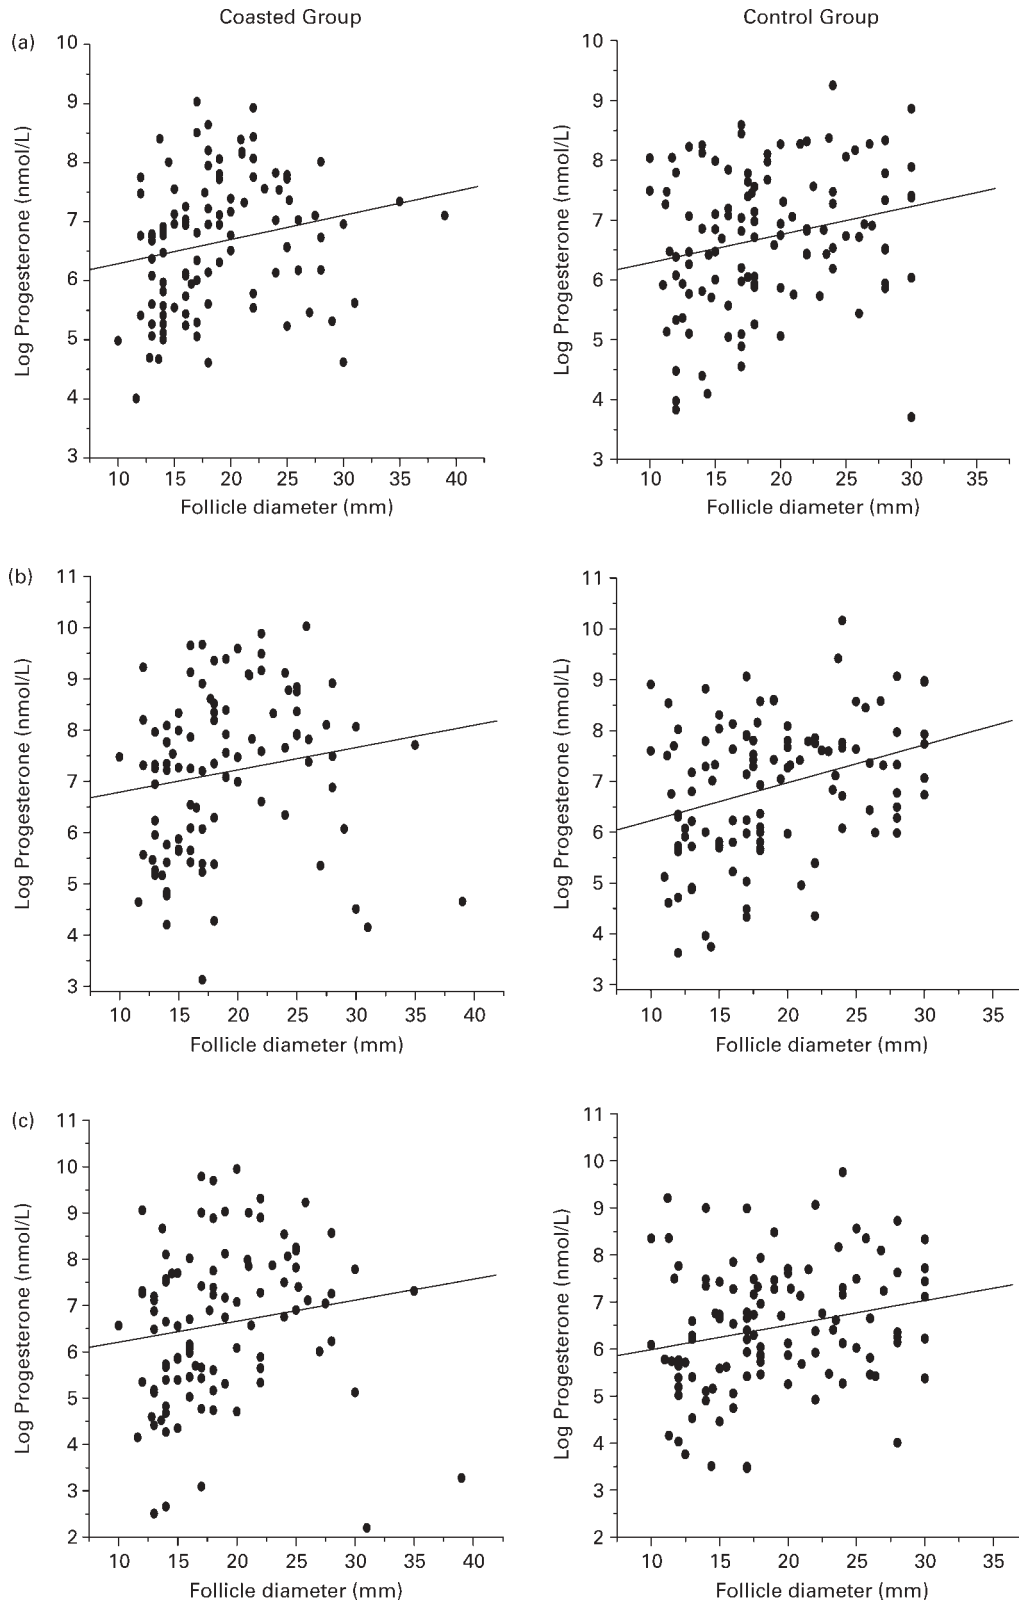 Coasted Group
Control Group
(a)
10
9
8
7
6
5
4
3
Log Progesterone (nmol/L)
10 15 20 25 30 35 40
Follicle diameter (mm)
10
9
8
7
6
5
4
3
Log Progesterone (nmol/L)
10 15 20 25 30 35
Follicle diameter (mm)
(b)
11
10
9
8
7
6
5
4
3
Log Progesterone (nmol/L)
10 15 20 25 30 35 40
Follicle diameter (mm)
11
10
9
8
7
6
5
4
3
Log Progesterone (nmol/L)
10 15 20 25 30 35
Follicle diameter (mm)
(c)
11
10
9
8
7
6
5
4
3
2
Log Progesterone (nmol/L)
10 15 20 25 30 35 40
Follicle diameter (mm)
11
10
9
8
7
6
5
4
3
2
Log Progesterone (nmol/L)
10 15 20 25 30 35
Follicle diameter (mm)